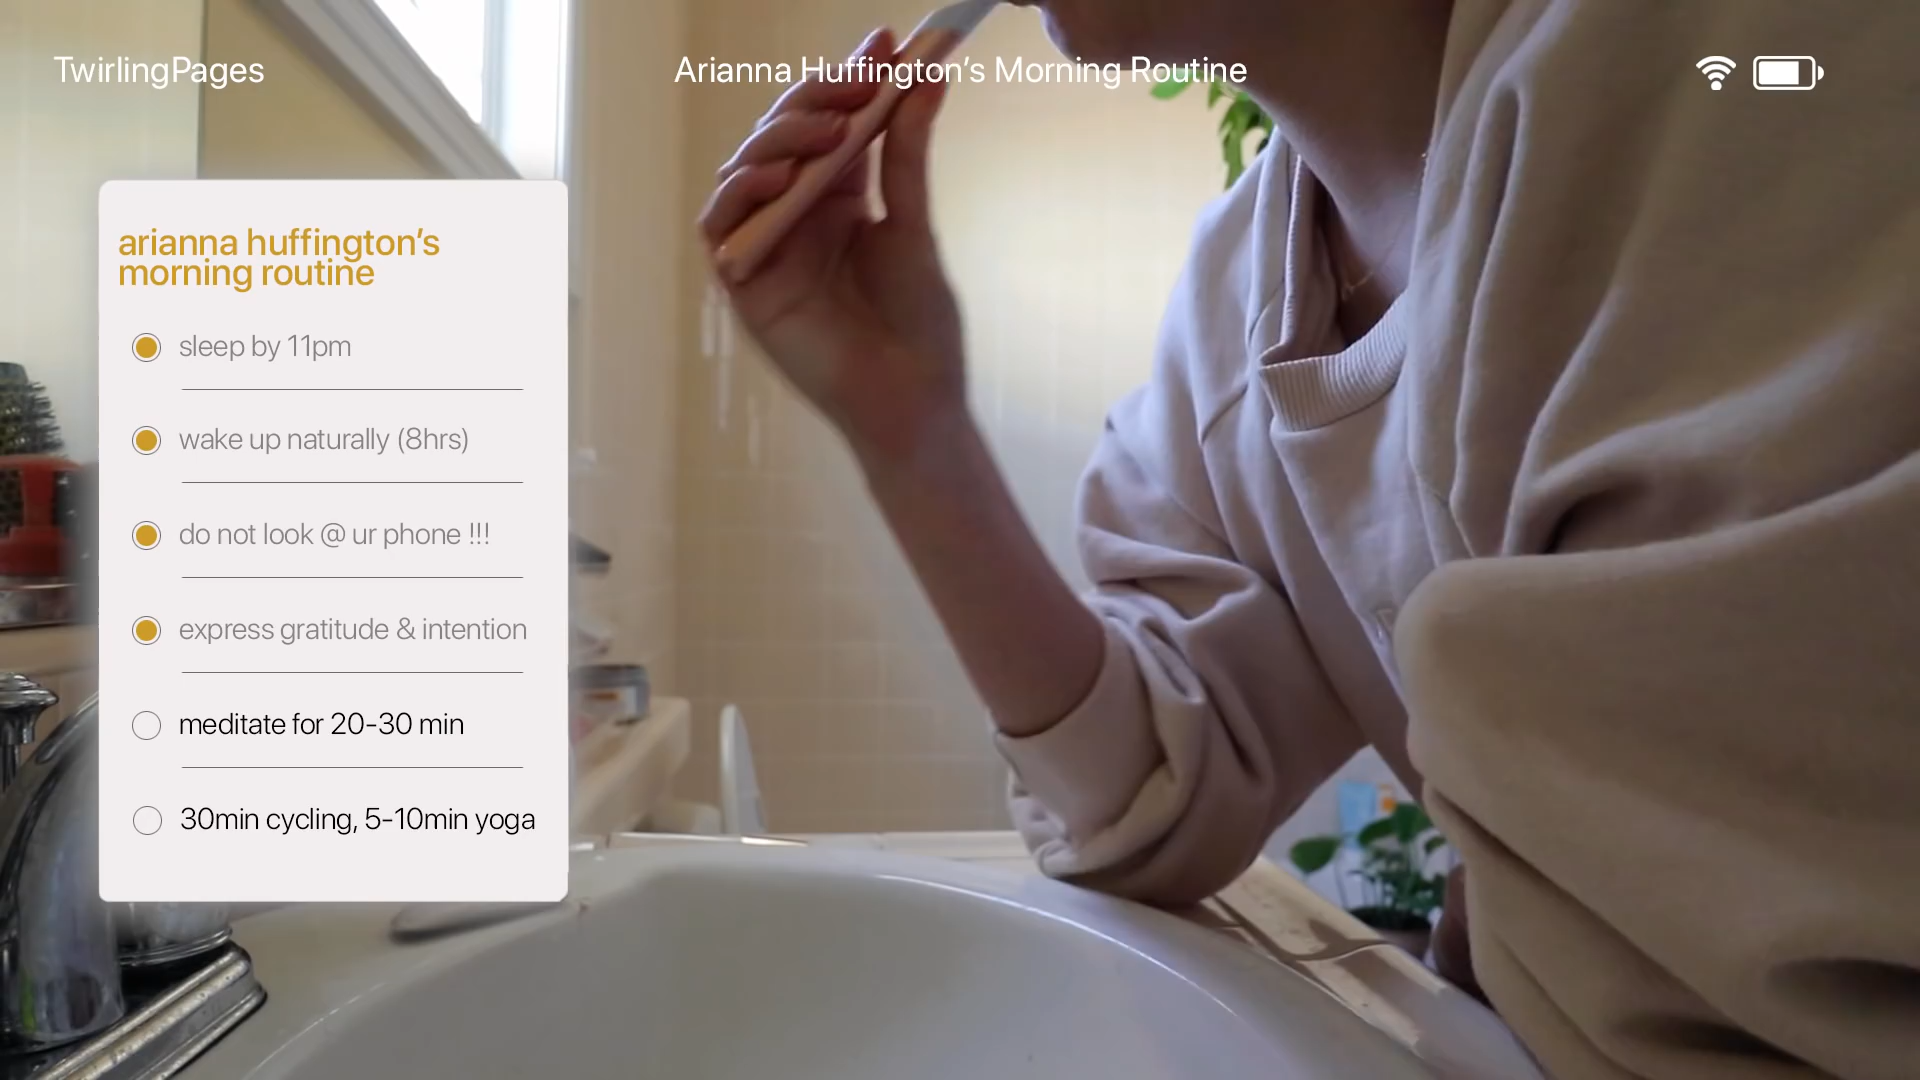 TwirlingPages
Arianna Huffington’s Morning Routine
arianna huffington’s
morning routine
sleep by 11pm
wake up naturally (8hrs)
do not look @ ur phone !!!
express gratitude & intention
meditate for 20-30 min
30min cycling, 5-10min yoga